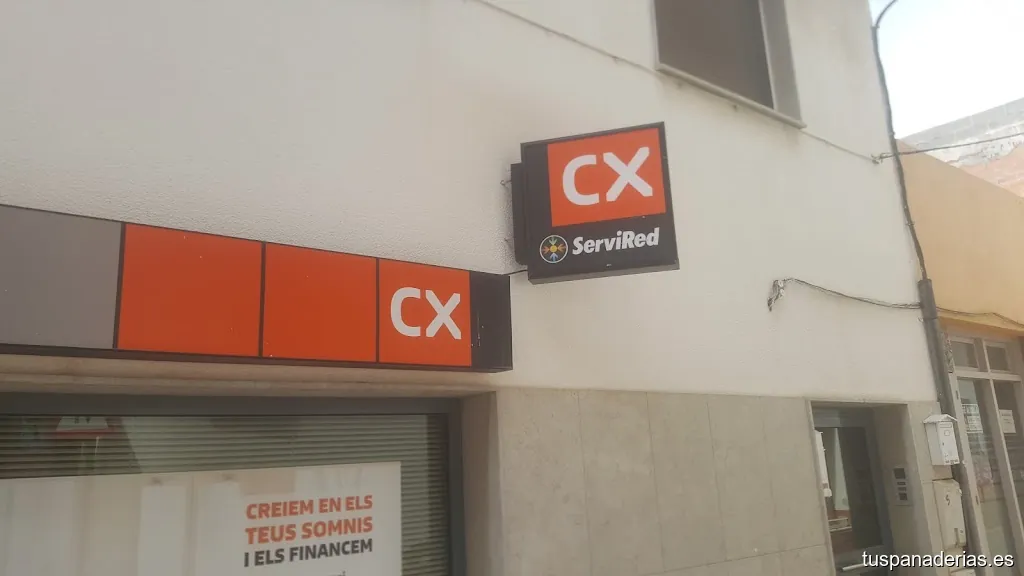 CX
ServiRed
CX
CREIEM EN ELS
TEUS SOMNIS
I ELS FINANCEM
tuspanaderias.es